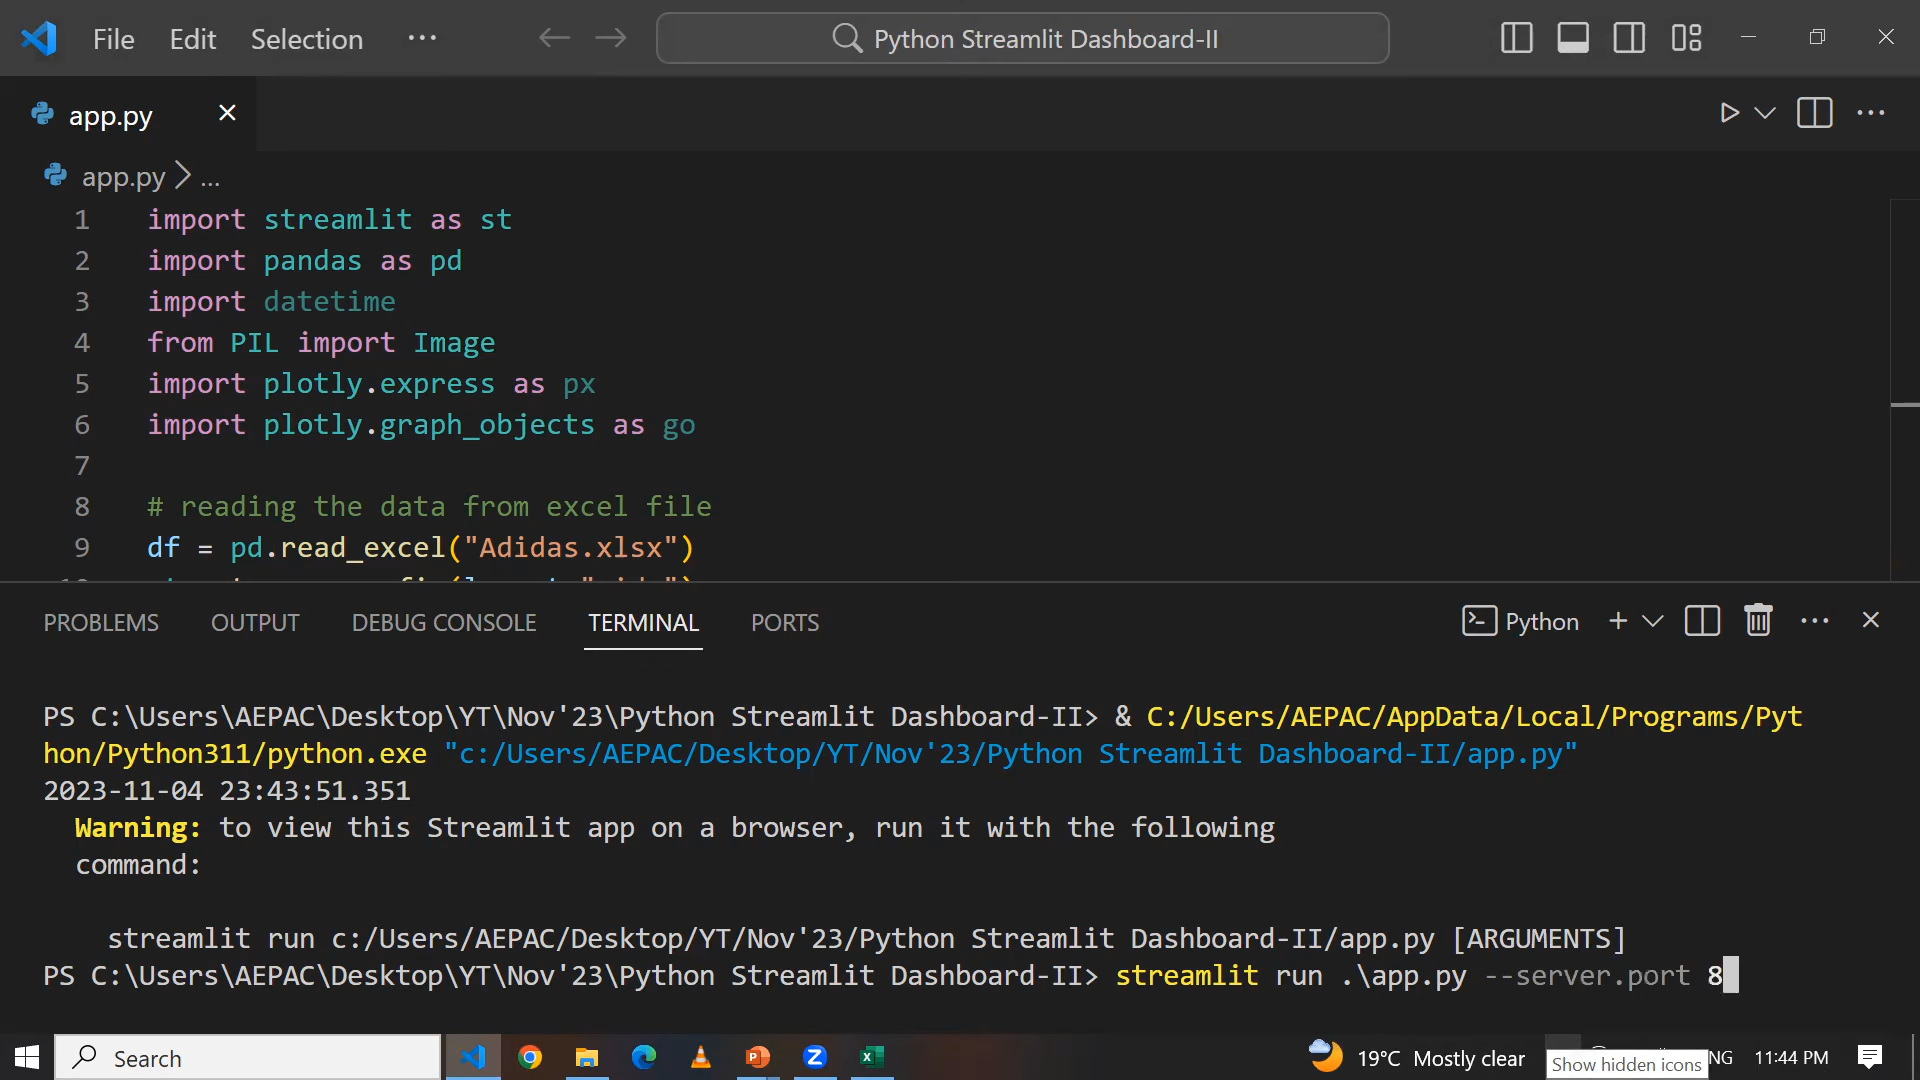 File Edit Selection ...
Python Streamlit Dashboard-II
app.py
app.py > ...
1 import streamlit as st
2 import pandas as pd
3 import datetime
4 from PIL import Image
5 import plotly.express as px
6 import plotly.graph_objects as go
7
8 # reading the data from excel file
9 df = pd.read_excel("Adidas.xlsx")
PROBLEMS OUTPUT DEBUG CONSOLE TERMINAL PORTS
Python
PS C:\Users\AEPAC\Desktop\YT\Nov'23\Python Streamlit Dashboard-II> & C:/Users/AEPAC/AppData/Local/Programs/Pyt
hon/Python311/python.exe "c:/Users/AEPAC/Desktop/YT/Nov'23/Python Streamlit Dashboard-II/app.py"
2023-11-04 23:43:51.351
Warning: to view this Streamlit app on a browser, run it with the following
command:
streamlit run c:/Users/AEPAC/Desktop/YT/Nov'23/Python Streamlit Dashboard-II/app.py [ARGUMENTS]
PS C:\Users\AEPAC\Desktop\YT\Nov'23\Python Streamlit Dashboard-II> streamlit run .\app.py --server.port 8
Search
19°C Mostly clear
Show hidden icons
NG
11:44 PM